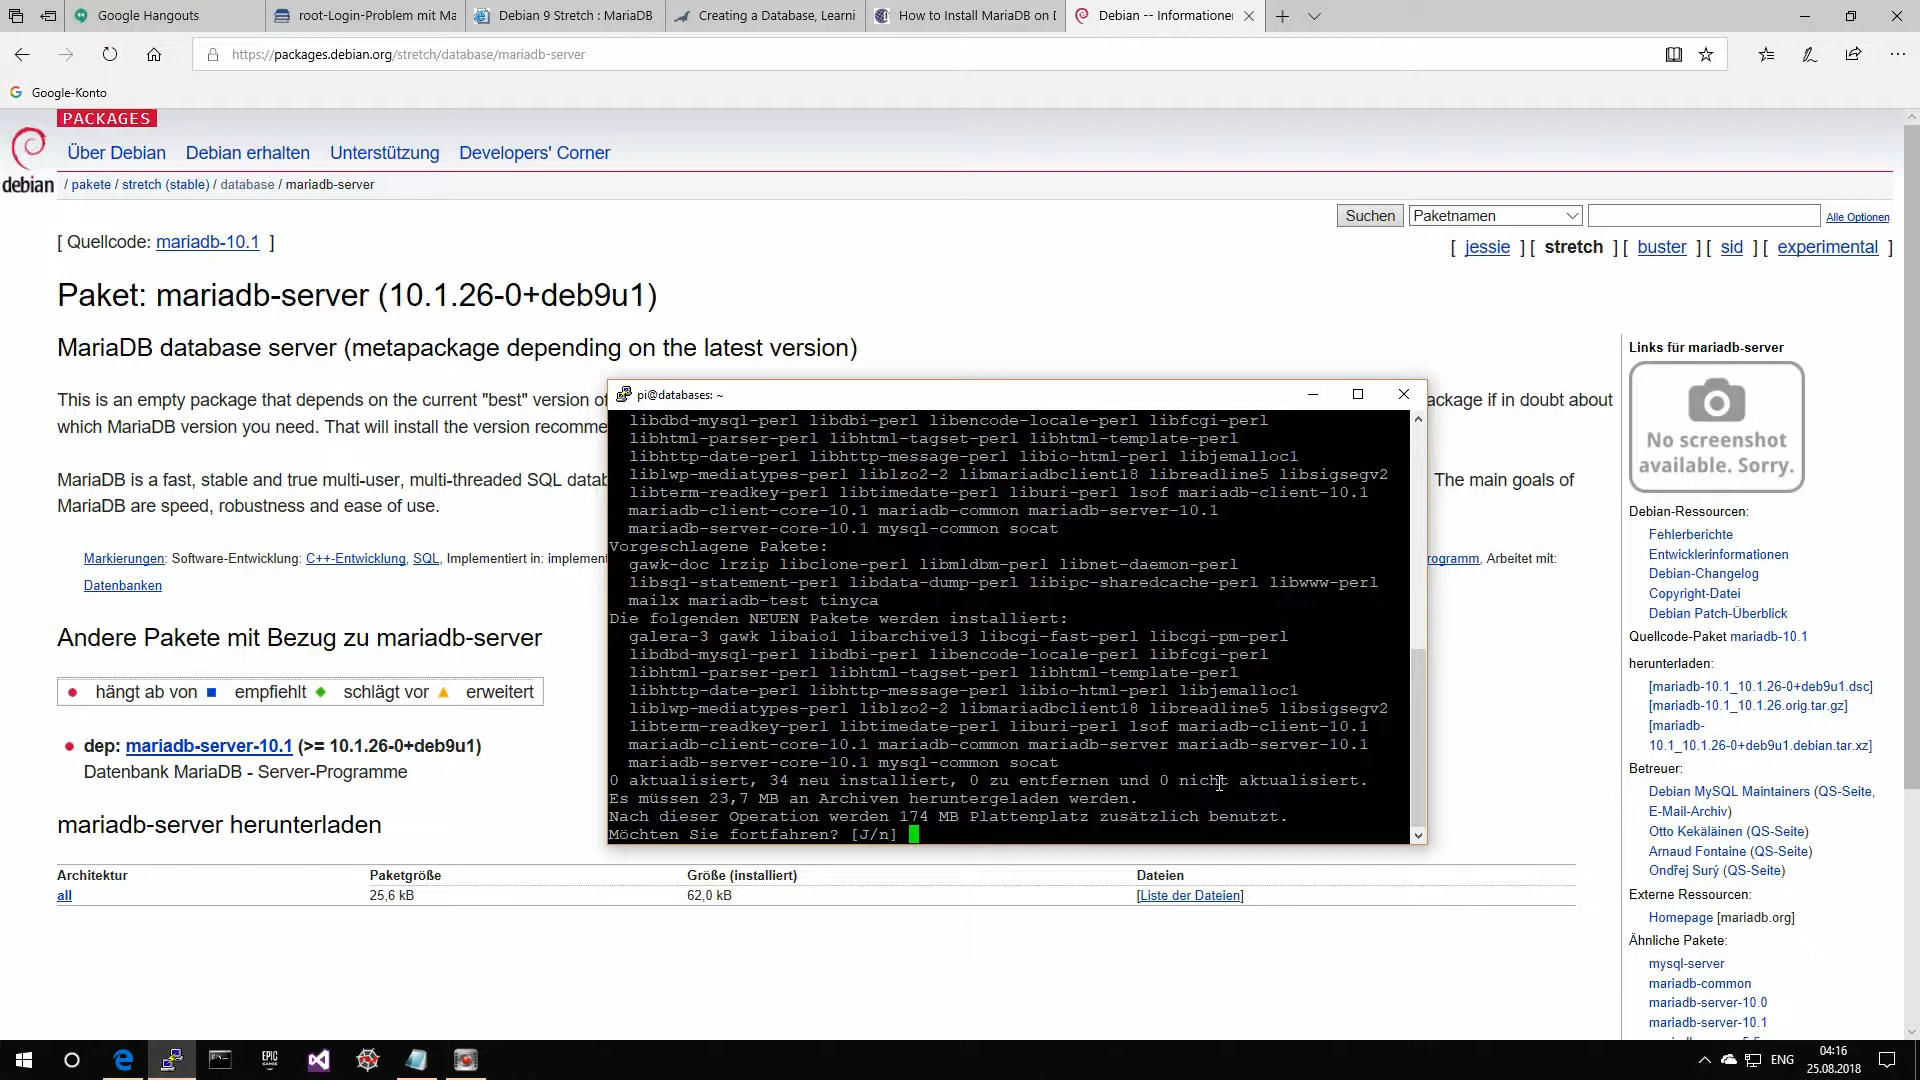 Google Hangouts
root-Login-Problem mit Ma
Debian 9 Stretch : MariaDB
Creating a Database, Learni
How to Install MariaDB on D
Debian -- Informatione
https://packages.debian.org/stretch/database/mariadb-server
Google-Konto
PACKAGES
debian
Über Debian Debian erhalten Unterstützung Developers' Corner
/ pakete / stretch (stable) / database / mariadb-server
Suchen Paketnamen Alle Optionen
[ Quellcode: mariadb-10.1 ]
[ jessie ] [ stretch ] [ buster ] [ sid ] [ experimental ]
Paket: mariadb-server (10.1.26-0+deb9u1)
MariaDB database server (metapackage depending on the latest version)
This is an empty package that depends on the current "best" version of
ackage if in doubt about
which MariaDB version you need. That will install the version recomme
MariaDB is a fast, stable and true multi-user, multi-threaded SQL datab
The main goals of
MariaDB are speed, robustness and ease of use.
Markierungen: Software-Entwicklung: C++-Entwicklung, SQL, Implementiert in: implement
rogramm, Arbeitet mit:
Datenbanken
Andere Pakete mit Bezug zu mariadb-server
hängt ab von empfiehlt schlägt vor erweitert
dep: mariadb-server-10.1 (>= 10.1.26-0+deb9u1)
Datenbank MariaDB - Server-Programme
mariadb-server herunterladen
Architektur Paketgröße Größe (installiert) Dateien
all 25,6 kB 62,0 kB [Liste der Dateien]
pi@databases: ~
libdbd-mysql-perl libdbi-perl libencode-locale-perl libfcgi-perl
libhtml-parser-perl libhtml-tagset-perl libhtml-template-perl
libhttp-date-perl libhttp-message-perl libio-html-perl libjemalloc1
liblwp-mediatypes-perl liblzo2-2 libmariadbclient18 libreadline5 libsigsegv2
libterm-readkey-perl libtimedate-perl liburi-perl lsof mariadb-client-10.1
mariadb-client-core-10.1 mariadb-common mariadb-server-10.1
mariadb-server-core-10.1 mysql-common socat
Vorgeschlagene Pakete:
gawk-doc lrzip libclone-perl libmldbm-perl libnet-daemon-perl
libsql-statement-perl libdata-dump-perl libipc-sharedcache-perl libwww-perl
mailx mariadb-test tinyca
Die folgenden NEUEN Pakete werden installiert:
galera-3 gawk libaio1 libarchive13 libcgi-fast-perl libcgi-pm-perl
libdbd-mysql-perl libdbi-perl libencode-locale-perl libfcgi-perl
libhtml-parser-perl libhtml-tagset-perl libhtml-template-perl
libhttp-date-perl libhttp-message-perl libio-html-perl libjemalloc1
liblwp-mediatypes-perl liblzo2-2 libmariadbclient18 libreadline5 libsigsegv2
libterm-readkey-perl libtimedate-perl liburi-perl lsof mariadb-client-10.1
mariadb-client-core-10.1 mariadb-common mariadb-server mariadb-server-10.1
mariadb-server-core-10.1 mysql-common socat
0 aktualisiert, 34 neu installiert, 0 zu entfernen und 0 nicht aktualisiert.
Es müssen 23,7 MB an Archiven heruntergeladen werden.
Nach dieser Operation werden 174 MB Plattenplatz zusätzlich benutzt.
Möchten Sie fortfahren? [J/n]
Links für mariadb-server
No screenshot
available. Sorry.
Debian-Ressourcen:
Fehlerberichte
Entwicklerinformationen
Debian-Changelog
Copyright-Datei
Debian Patch-Überblick
Quellcode-Paket mariadb-10.1
herunterladen:
[mariadb-10.1_10.1.26-0+deb9u1.dsc]
[mariadb-10.1_10.1.26.orig.tar.gz]
[mariadb-
10.1_10.1.26-0+deb9u1.debian.tar.xz]
Betreuer:
Debian MySQL Maintainers (QS-Seite,
E-Mail-Archiv)
Otto Kekäläinen (QS-Seite)
Arnaud Fontaine (QS-Seite)
Ondřej Surý (QS-Seite)
Externe Ressourcen:
Homepage [mariadb.org]
Ähnliche Pakete:
mysql-server
mariadb-common
mariadb-server-10.0
mariadb-server-10.1
EPIC
GAMES
ENG
04:16
25.08.2018